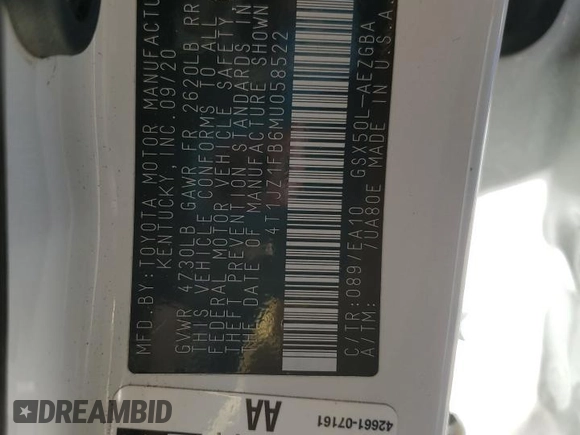 MFD. BY: TOYOTA MOTOR MANUFACTU
KENTUCKY, INC. 09/20
GVWR 4730LB GAWR FR 2620LB RR
THIS VEHICLE CONFORMS TO ALL
FEDERAL MOTOR VEHICLE SAFETY
THEFT PREVENTION STANDARDS IN
THE DATE OF MANUFACTURE SHOWN
4T1JZ1FB6MU058522
C/TR: 089/EA10 GSX50L-AEZGBA
A/TM: /UA80E MADE IN U.S.A.
AA
42661-07161
DREAMBID